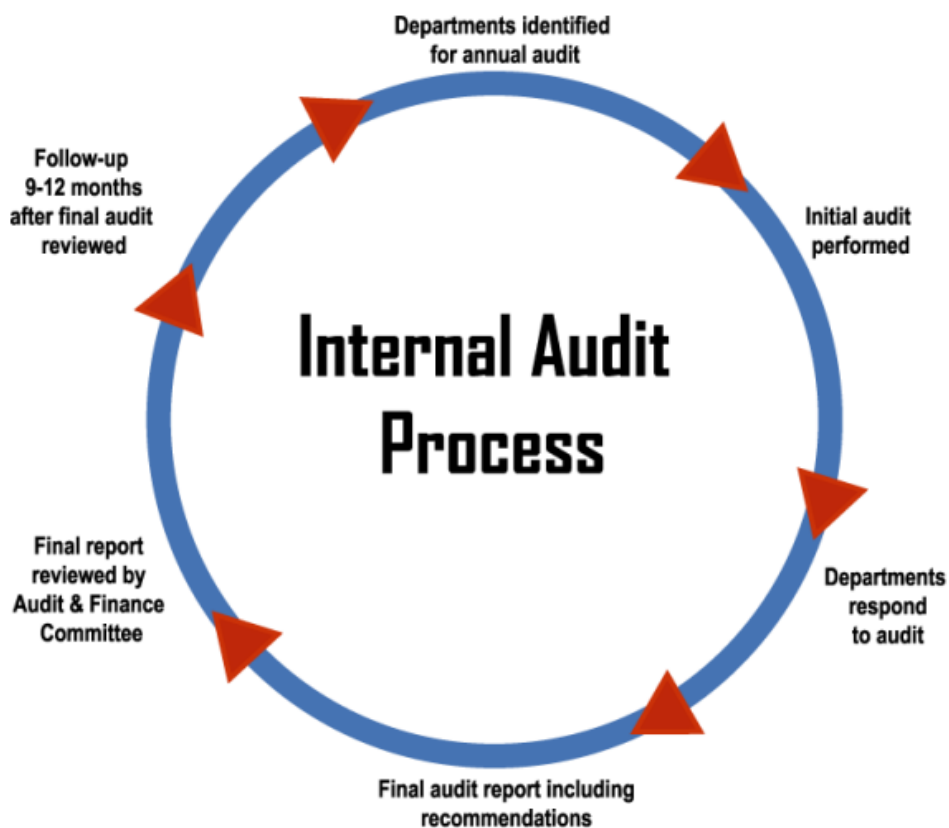 Departments identified
for annual audit
Initial audit
performed
Departments
respond
to audit
Final audit report including
recommendations
Final report
reviewed by
Audit & Finance
Committee
Follow-up
9-12 months
after final audit
reviewed
Internal Audit
Process